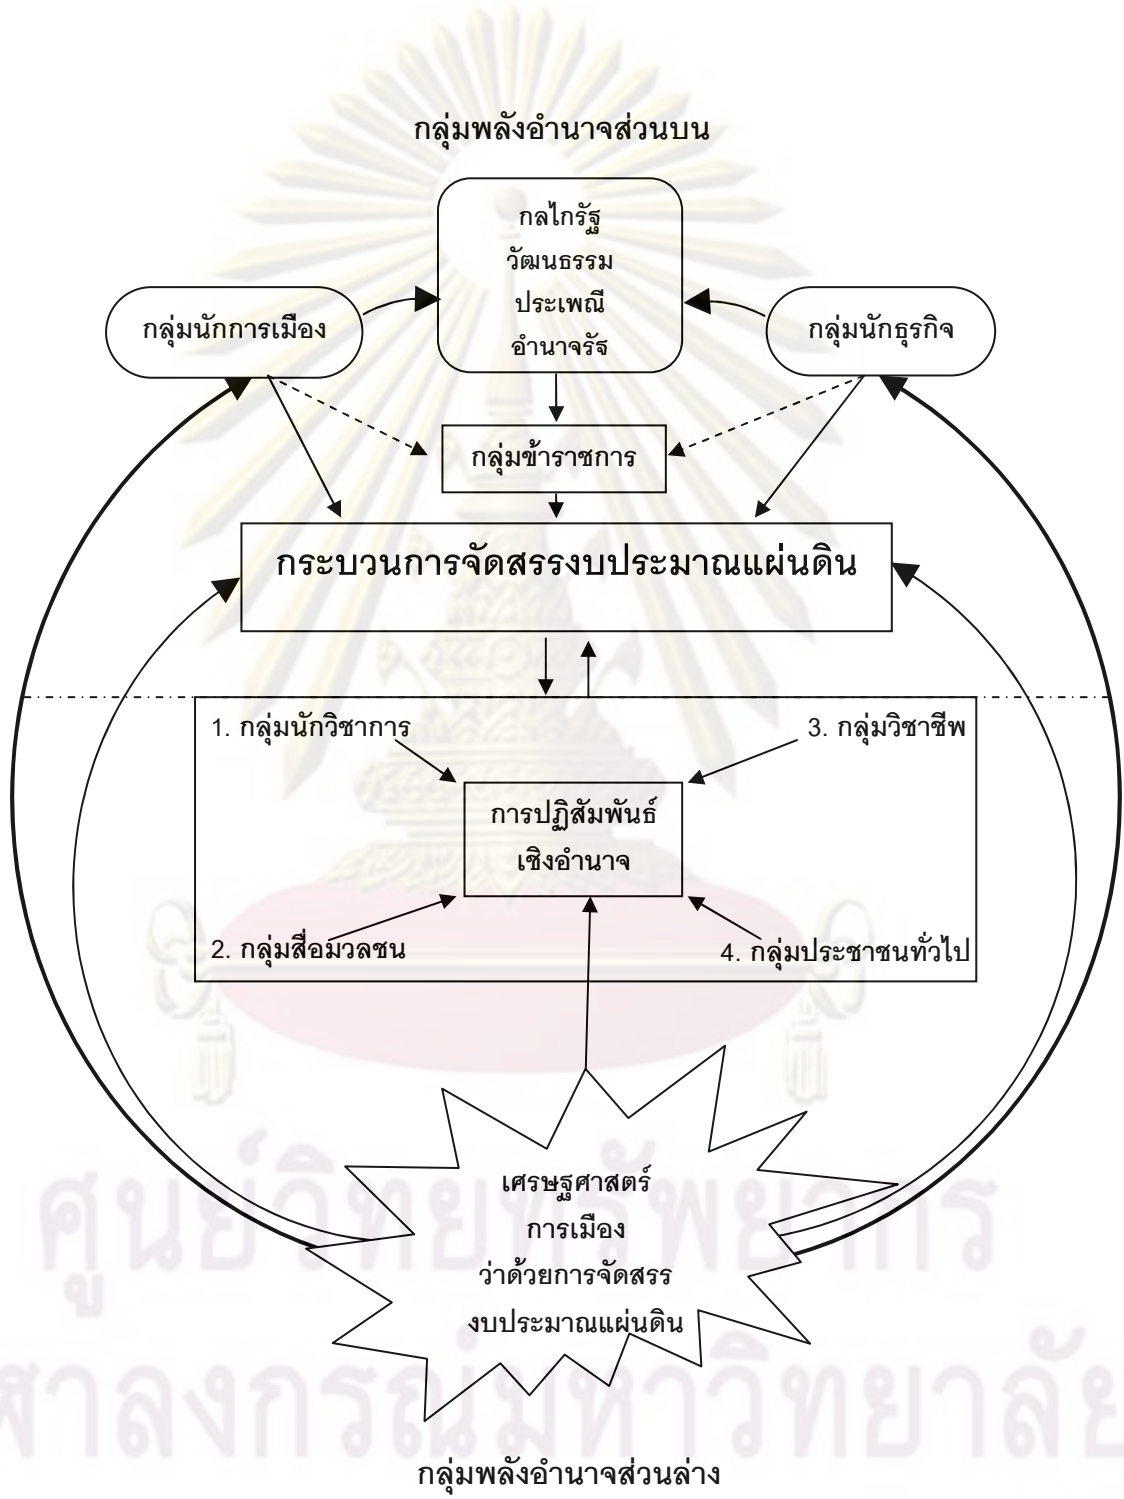 กลุ่มพลังอำนาจส่วนบน
กลไกรัฐ
วัฒนธรรม
ประเพณี
อำนาจรัจ
กลุ่มนักการเมือง
กลุ่มนักธุรกิจ
กลุ่มข้าราชการ
กระบวนการจัดสรรงบประมาณแผ่นดิน
1. กลุ่มนักวิชาการ
3. กลุ่มวิชาชีพ
การปฏิสัมพันธ์
เชิงอำนาจ
2. กลุ่มสื่อมวลชน
4. กลุ่มประชาชนทั่วไป
เศรษฐศาสตร์
การเมือง
ว่าด้วยการจัดสรร
งบประมาณแผ่นดิน
ศูนย์วิทยทรัพยากร
ฬาลงกรณ์มหาวิทยาลัย
กลุ่มพลังอำนาจส่วนล่าง